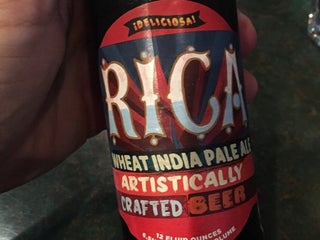 ¡DELICIOSA!
RICA
WHEAT INDIA PALE ALE
ARTISTICALLY
CRAFTED BEER
12 FLUID OUNCES